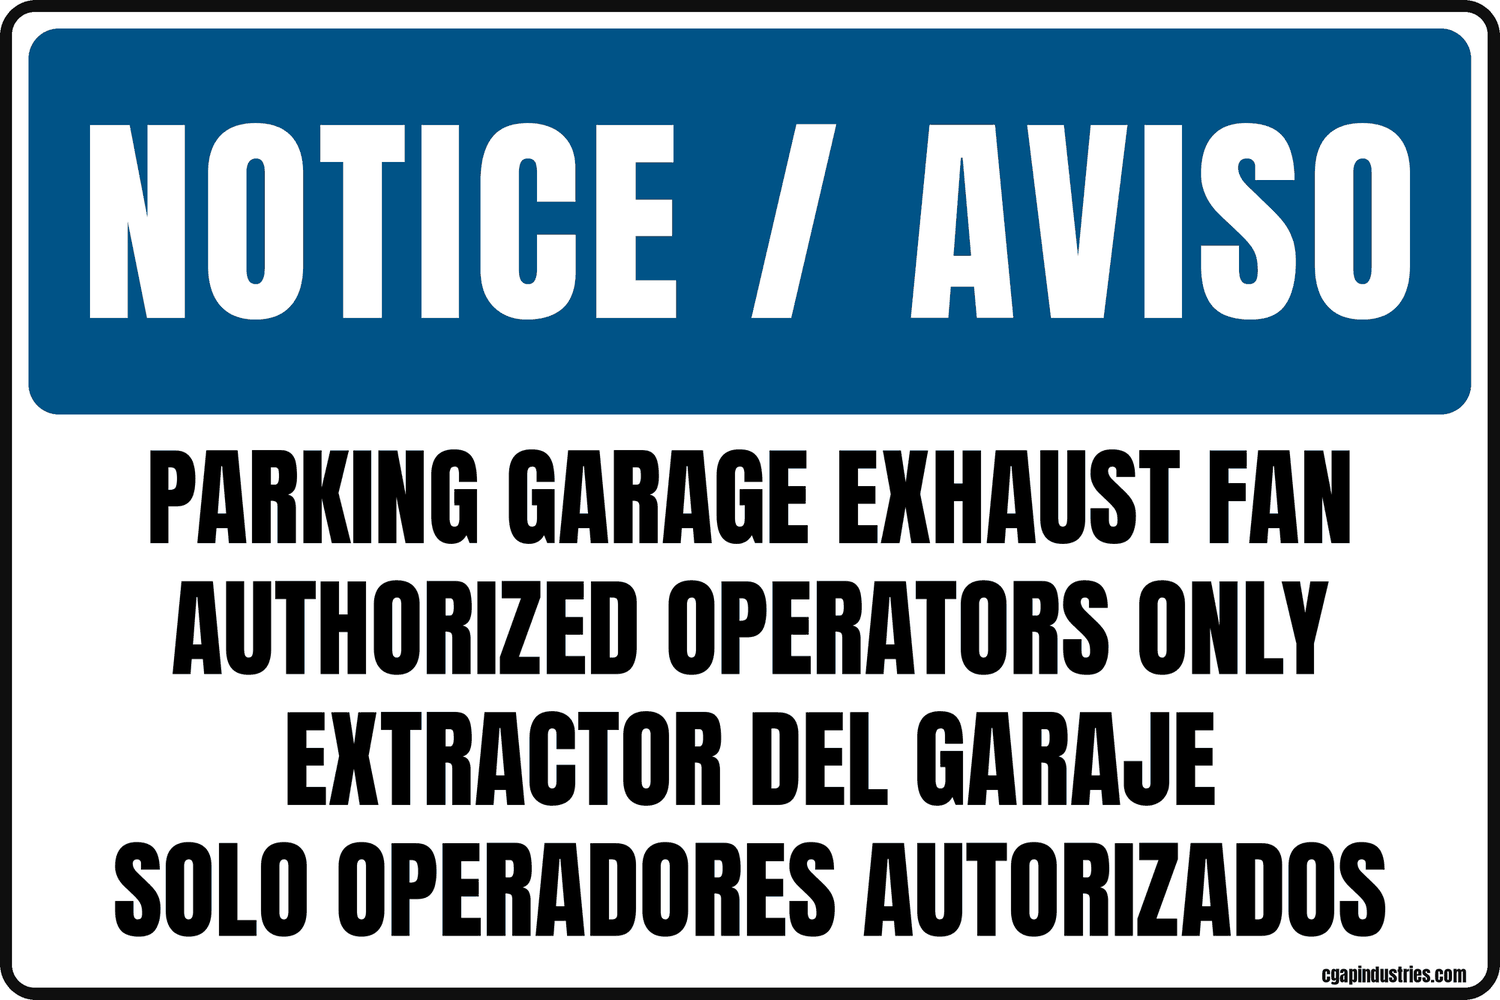 NOTICE / AVISO
PARKING GARAGE EXHAUST FAN
AUTHORIZED OPERATORS ONLY
EXTRACTOR DEL GARAJE
SOLO OPERADORES AUTORIZADOS
cgapindustries.com